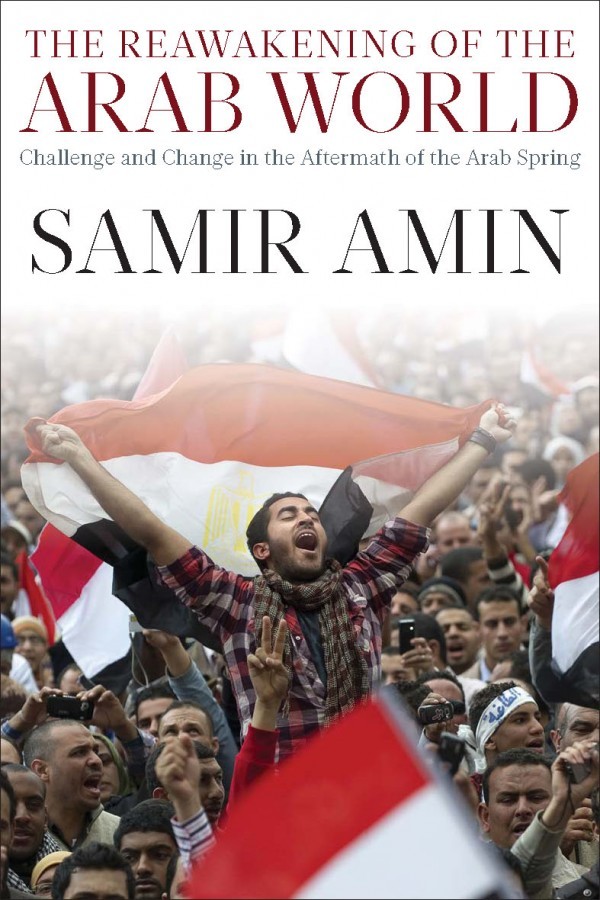 THE REAWAKENING OF THE
ARAB WORLD
Challenge and Change in the Aftermath of the Arab Spring
SAMIR AMIN